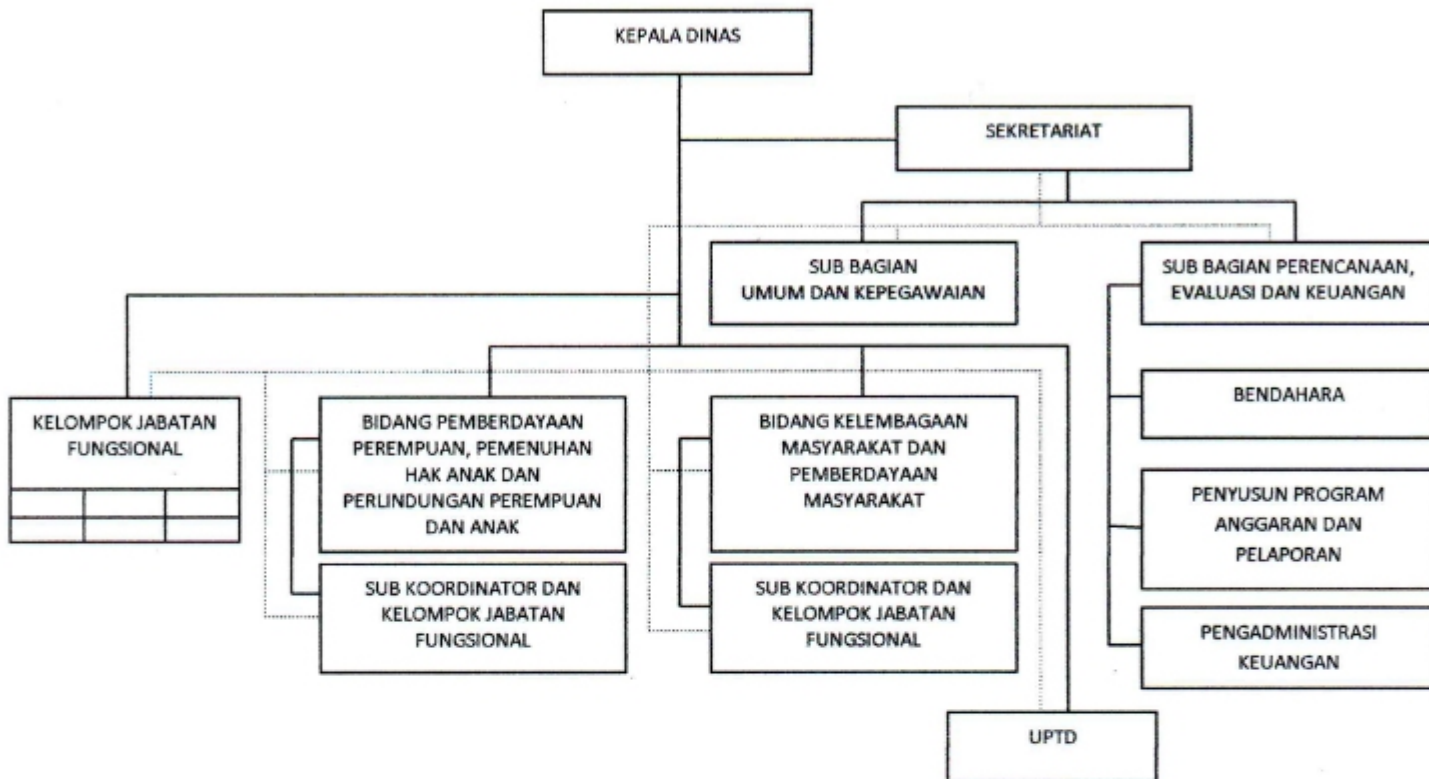 KEPALA DINAS
SEKRETARIAT
SUB BAGIAN
UMUM DAN KEPEGAWAIAN
SUB BAGIAN PERENCANAAN,
EVALUASI DAN KEUANGAN
KELOMPOK JABATAN
FUNGSIONAL
BIDANG PEMBERDAYAAN
PEREMPUAN, PEMENUHAN
HAK ANAK DAN
PERLINDUNGAN PEREMPUAN
DAN ANAK
BIDANG KELEMBAGAAN
MASYARAKAT DAN
PEMBERDAYAAN
MASYARAKAT
BENDAHARA
PENYUSUN PROGRAM
ANGGARAN DAN
PELAPORAN
SUB KOORDINATOR DAN
KELOMPOK JABATAN
FUNGSIONAL
SUB KOORDINATOR DAN
KELOMPOK JABATAN
FUNGSIONAL
PENGADMINISTRASI
KEUANGAN
UPTD